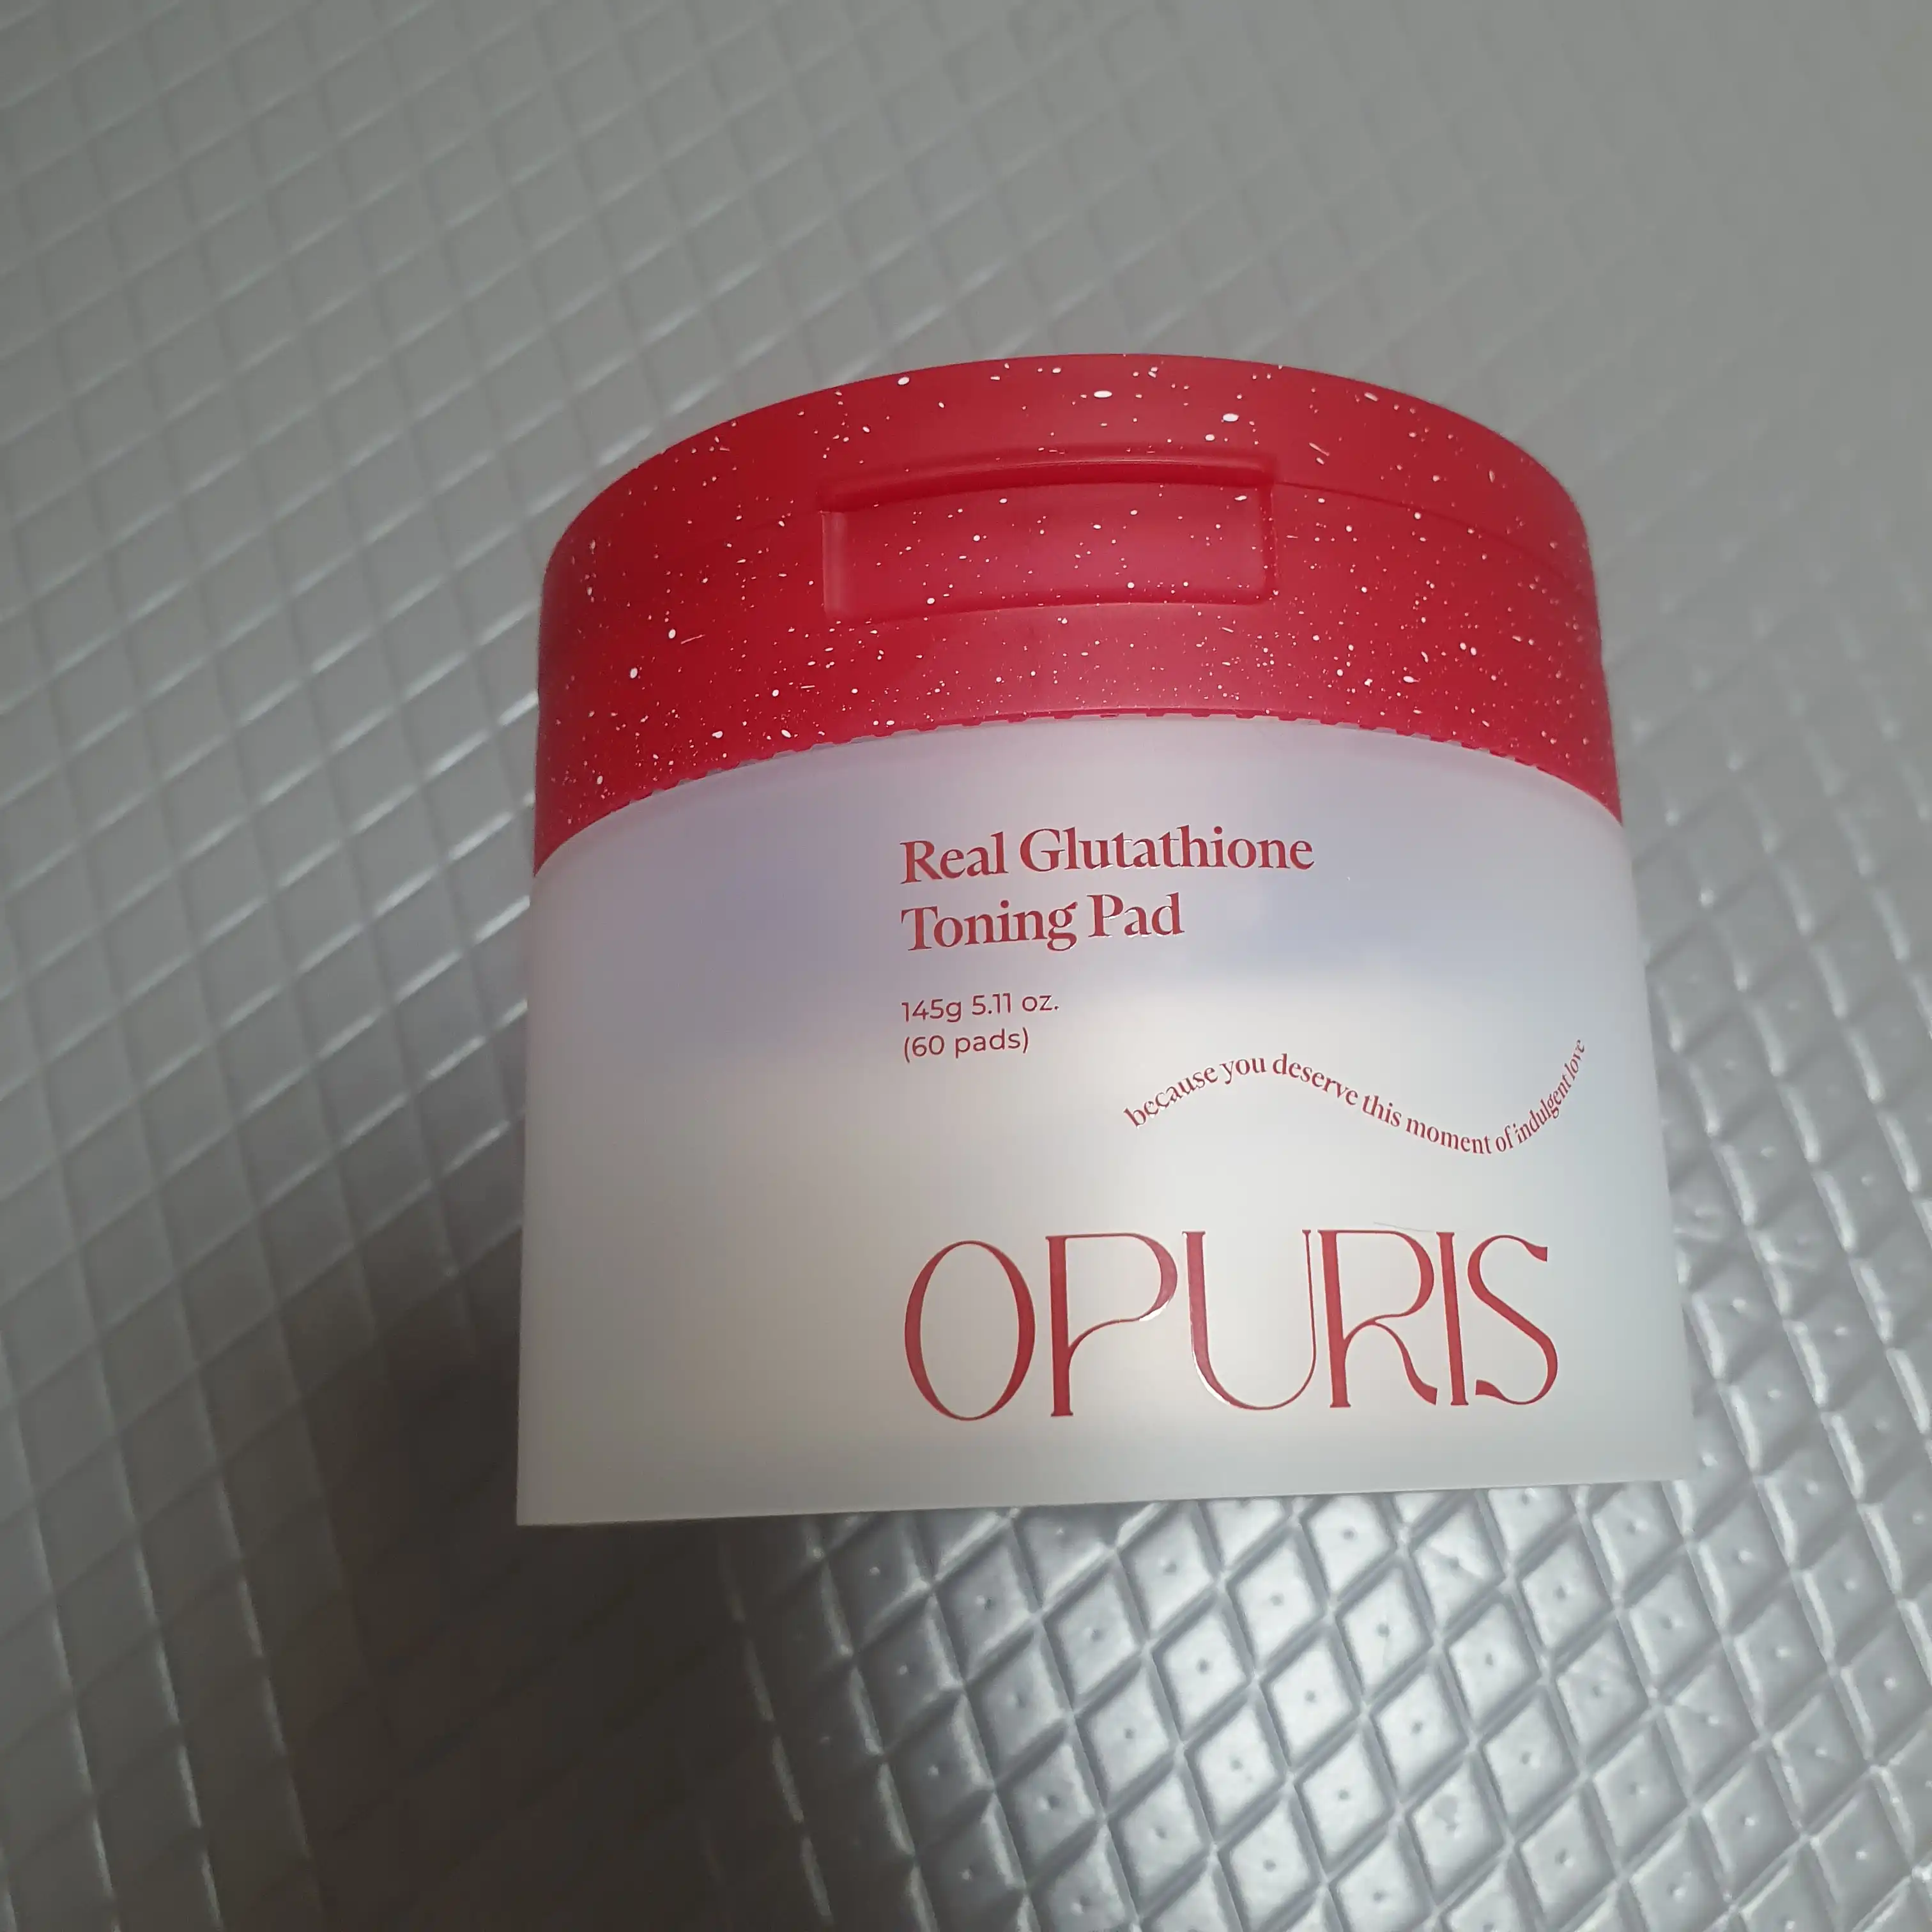 Real Glutathione
Toning Pad
145g 5.11 oz.
(60 pads)
because you deserve this moment of indulgent love
OPURIS